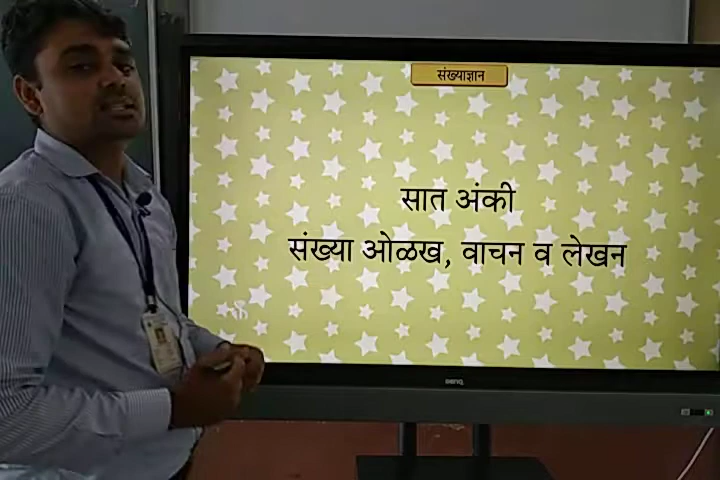 संख्याज्ञान
सात अंकी
संख्या ओळख, वाचन व लेखन
BenQ